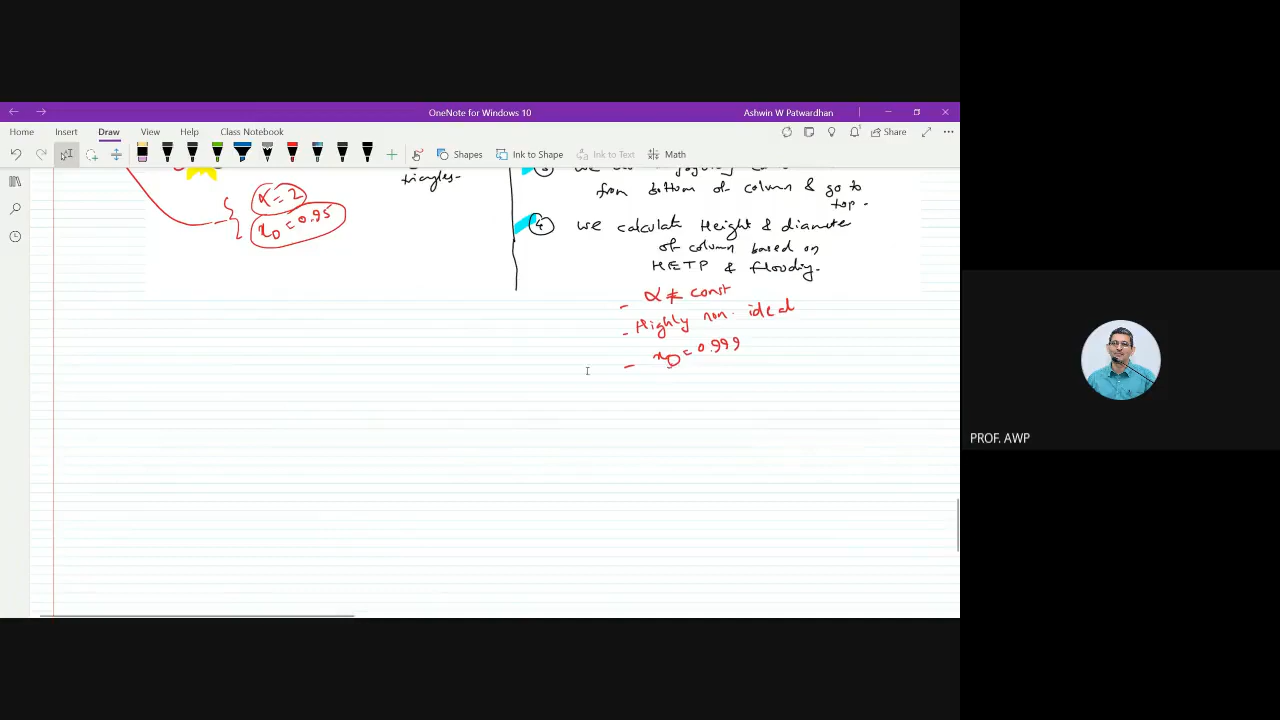 OneNote for Windows 10
Ashwin W Patwardhan
Home Insert Draw View Help Class Notebook
Share
Shapes Ink to Shape Ink to Text Math
triangles.
α = 2
x_D = 0.95
from bottom of column & go to
top.
4 we calculate Height & diameter
of column based on
HETP & flooding.
- α ≠ const
- Highly non-ideal
- x_D = 0.999
PROF. AWP